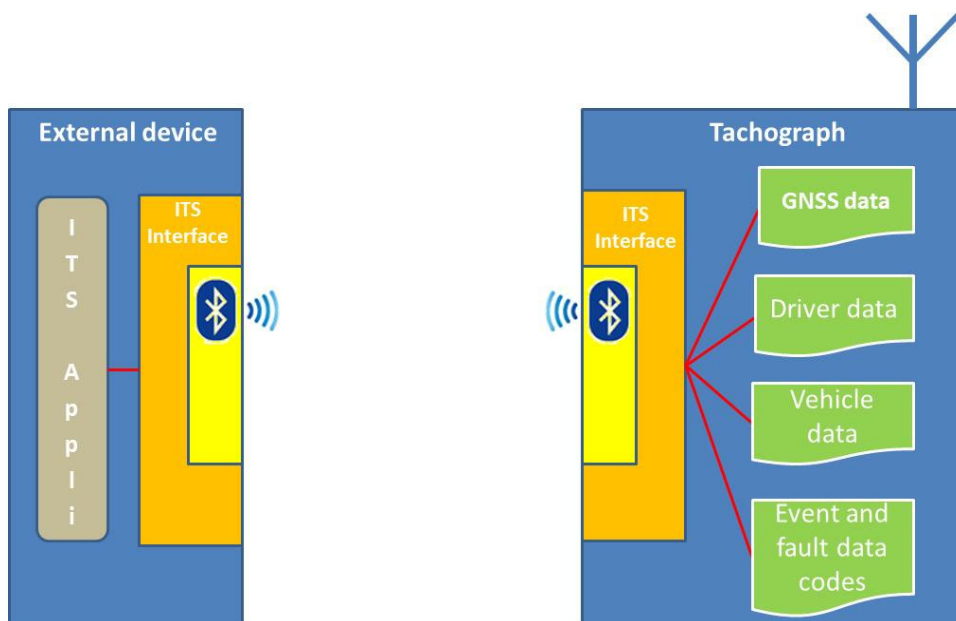 External device
ITS
Interface
I
T
S
A
p
p
l
i
Tachograph
ITS
Interface
GNSS data
Driver data
Vehicle
data
Event and
fault data
codes